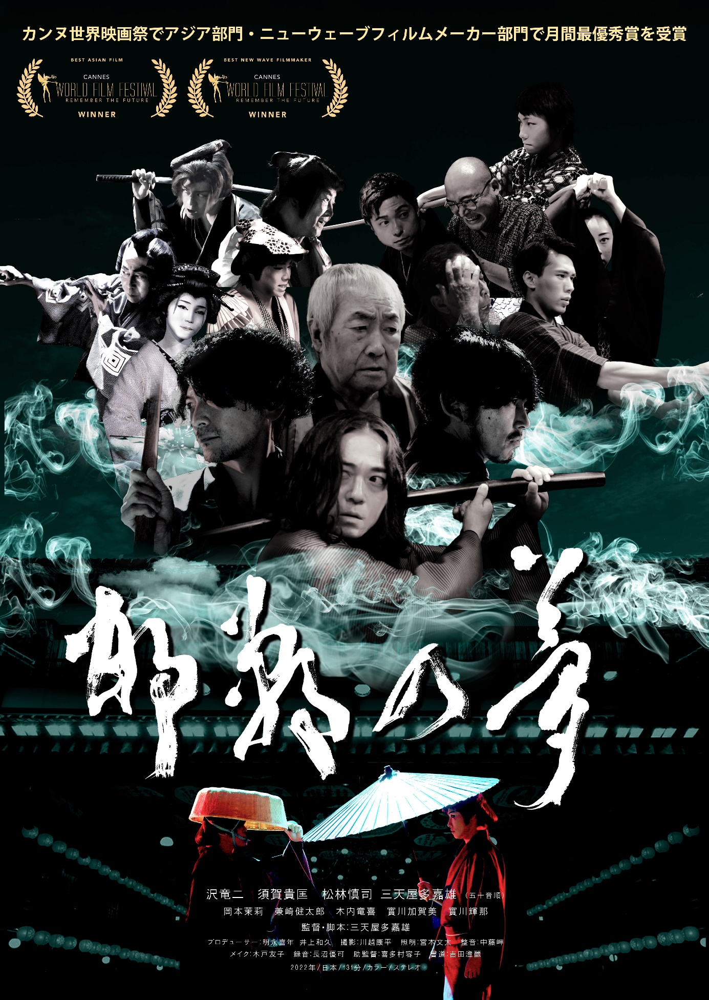 カンヌ世界映画祭でアジア部門・ニューウェーブフィルムメーカー部門で月間最優秀賞を受賞
BEST ASIAN FILM
CANNES
WORLD FILM FESTIVAL
REMEMBER THE FUTURE
WINNER
BEST NEW WAVE FILMMAKER
CANNES
WORLD FILM FESTIVAL
REMEMBER THE FUTURE
WINNER
邯鄲の夢
沢竜二 須賀貴匡 松林慎司 三天屋多嘉雄 (五十音順)
岡本茉莉 兼崎健太郎 木内竜喜 寳川加賀美 寳川輝那
監督・脚本:三天屋多嘉雄
プロデューサー:明永喜年 井上和久 撮影:川越康平 照明:宮本文太 整音:中藤岬
メイク:木戸友子 録音:長沼優可 助監督:喜多村容子 書道:吉田澄麗
2022年/日本/131分/カラー/ステレオ